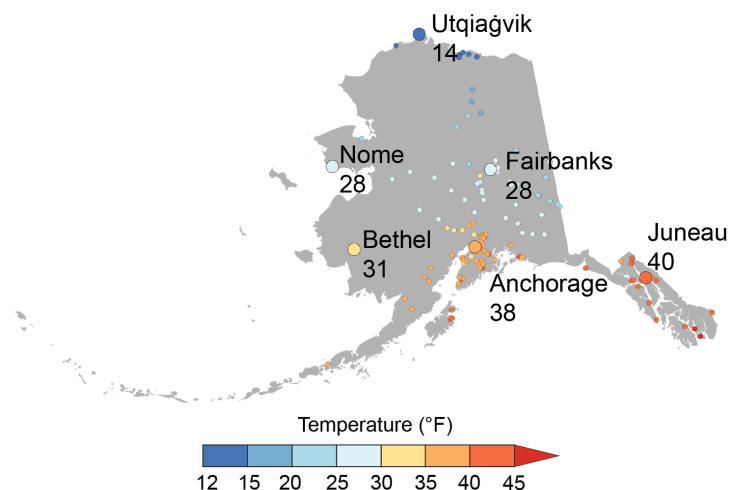 Utqiaġvik
14
Nome
28
Fairbanks
28
Bethel
31
Juneau
40
Anchorage
38
Temperature (°F)
12 15 20 25 30 35 40 45